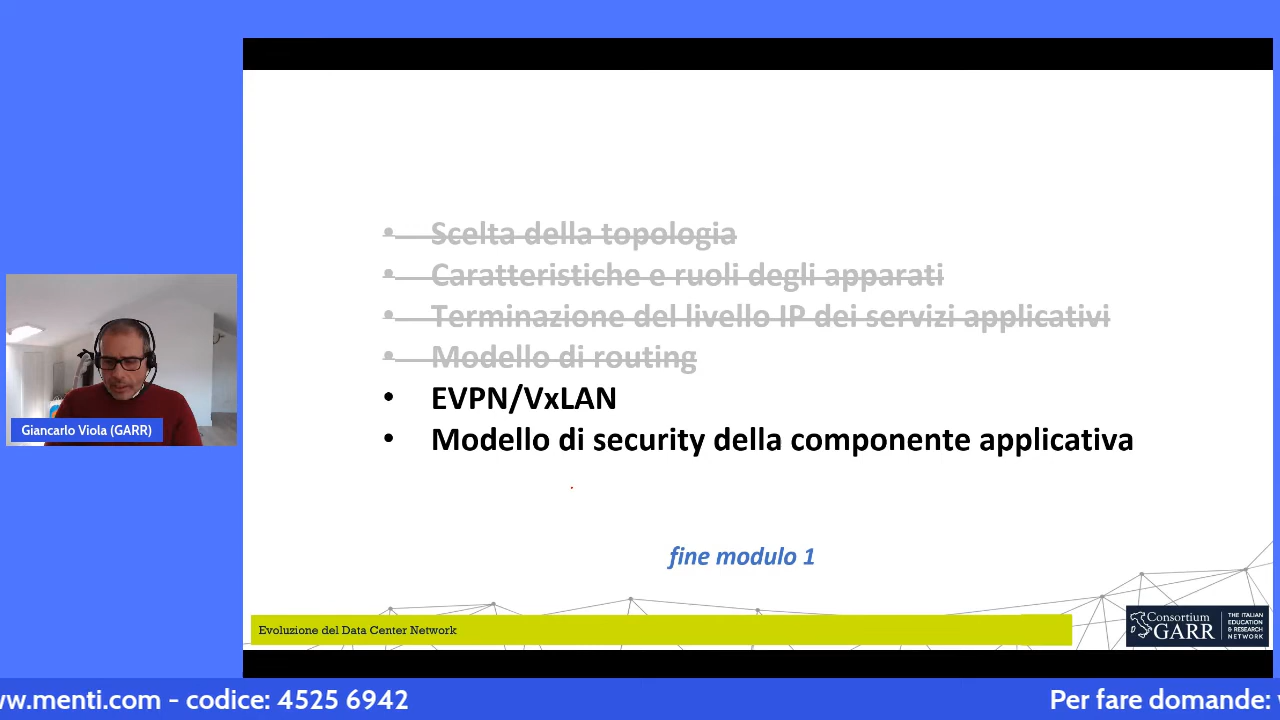 • Scelta della topologia
• Caratteristiche e ruoli degli apparati
• Terminazione del livello IP dei servizi applicativi
• Modello di routing
• EVPN/VxLAN
• Modello di security della componente applicativa
Giancarlo Viola (GARR)
fine modulo 1
Evoluzione del Data Center Network
Consortium
GARR
THE ITALIAN
EDUCATION
& RESEARCH
NETWORK
ww.menti.com - codice: 4525 6942
Per fare domande: w